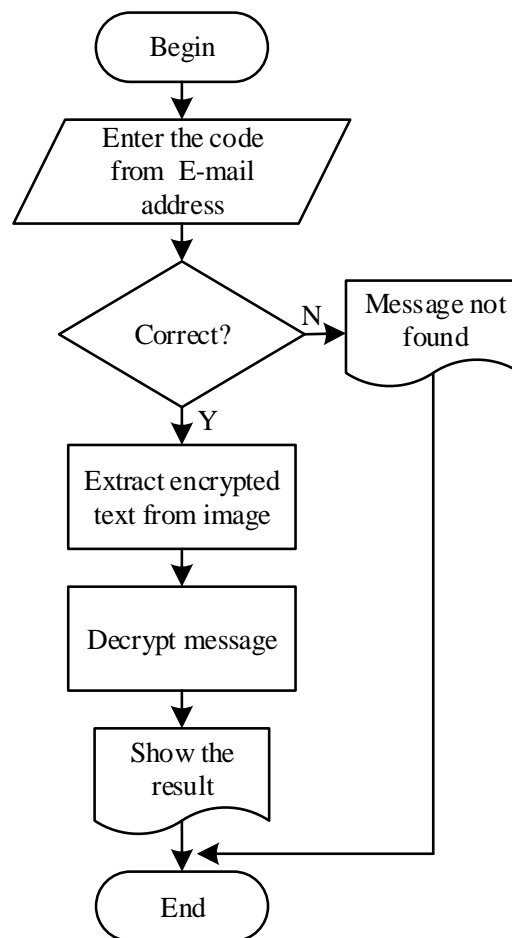 Begin
Enter the code
from E-mail
address
Correct?
N
Message not
found
Y
Extract encrypted
text from image
Decrypt message
Show the
result
End